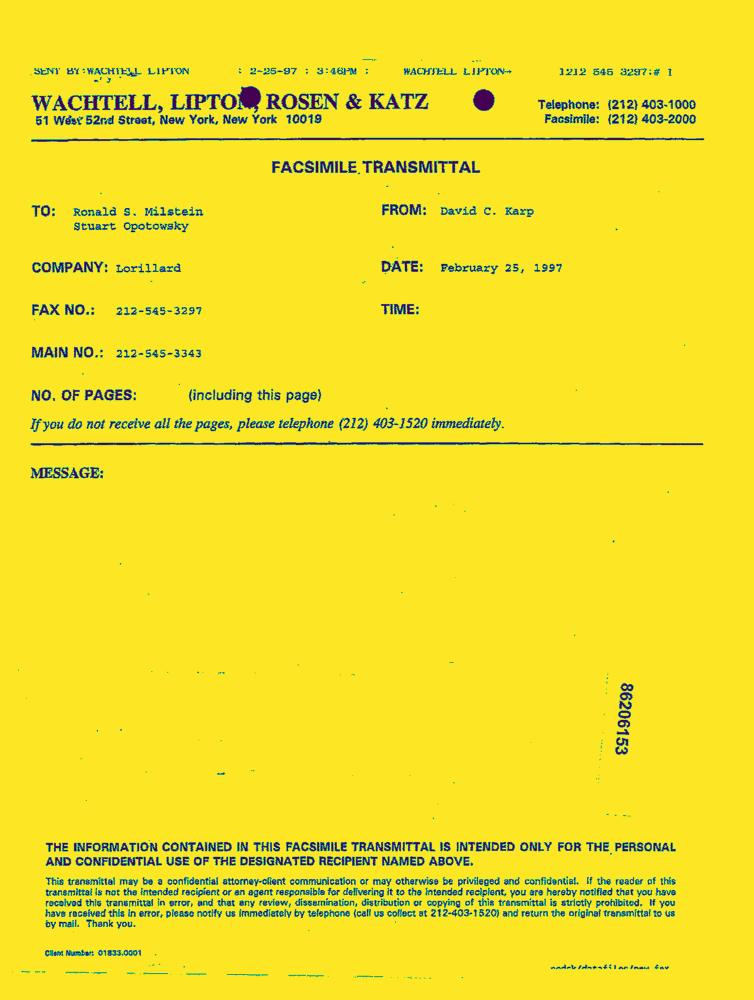 SENT BY:WACHTELL LIPTON : 2-25-97 : 3:46PM : WACHTELL LIPTON→ 1212 545 3297;# 1
WACHTELL, LIPTON, ROSEN & KATZ
51 West 52nd Street, New York, New York 10019
Telephone: (212) 403-1000
Facsimile: (212) 403-2000
FACSIMILE TRANSMITTAL
TO: Ronald S. Milstein
Stuart Opotowsky
FROM: David C. Karp
COMPANY: Lorillard
DATE: February 25, 1997
FAX NO.: 212-545-3297
TIME:
MAIN NO.: 212-545-3343
NO. OF PAGES: (including this page)
If you do not receive all the pages, please telephone (212) 403-1520 immediately.
MESSAGE:
86206153
THE INFORMATION CONTAINED IN THIS FACSIMILE TRANSMITTAL IS INTENDED ONLY FOR THE PERSONAL
AND CONFIDENTIAL USE OF THE DESIGNATED RECIPIENT NAMED ABOVE.
This transmittal may be a confidential attorney-client communication or may otherwise be privileged and confidential. If the reader of this
transmittal is not the intended recipient or an agent responsible for delivering it to the intended recipient, you are hereby notified that you have
received this transmittal in error, and that any review, dissemination, distribution or copying of this transmittal is strictly prohibited. If you
have received this in error, please notify us immediately by telephone (call us collect at 212-403-1520) and return the original transmittal to us
by mail. Thank you.
Client Number: 01833.0001